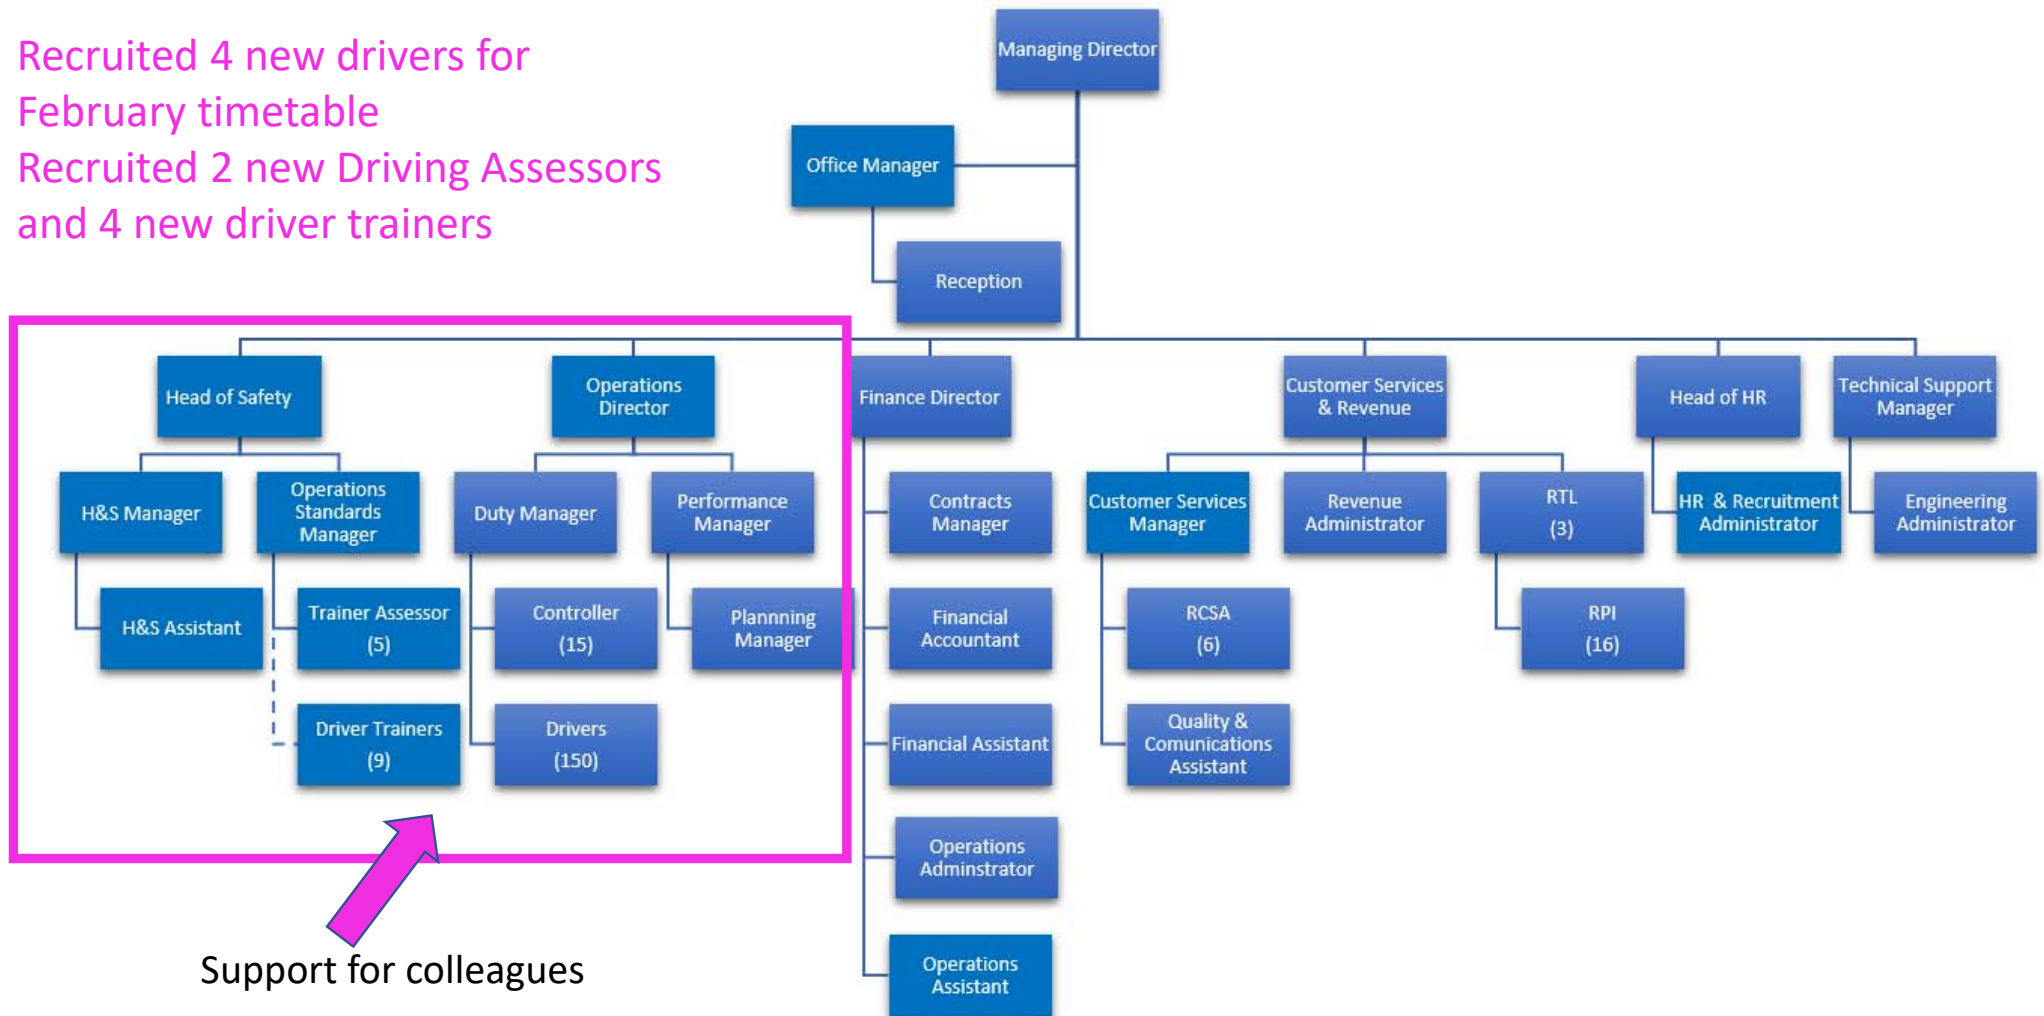 Recruited 4 new drivers for
February timetable
Recruited 2 new Driving Assessors
and 4 new driver trainers
Managing Director
Office Manager
Reception
Head of Safety
Operations
Director
Finance Director
Customer Services
& Revenue
Head of HR
Technical Support
Manager
H&S Manager
Operations
Standards
Manager
Duty Manager
Performance
Manager
Contracts
Manager
Customer Services
Manager
Revenue
Administrator
RTL
(3)
HR & Recruitment
Administrator
Engineering
Administrator
H&S Assistant
Trainer Assessor
(5)
Controller
(15)
Plannning
Manager
Financial
Accountant
RCSA
(6)
RPI
(16)
Driver Trainers
(9)
Drivers
(150)
Financial Assistant
Quality &
Comunications
Assistant
Operations
Adminstrator
Operations
Assistant
Support for colleagues